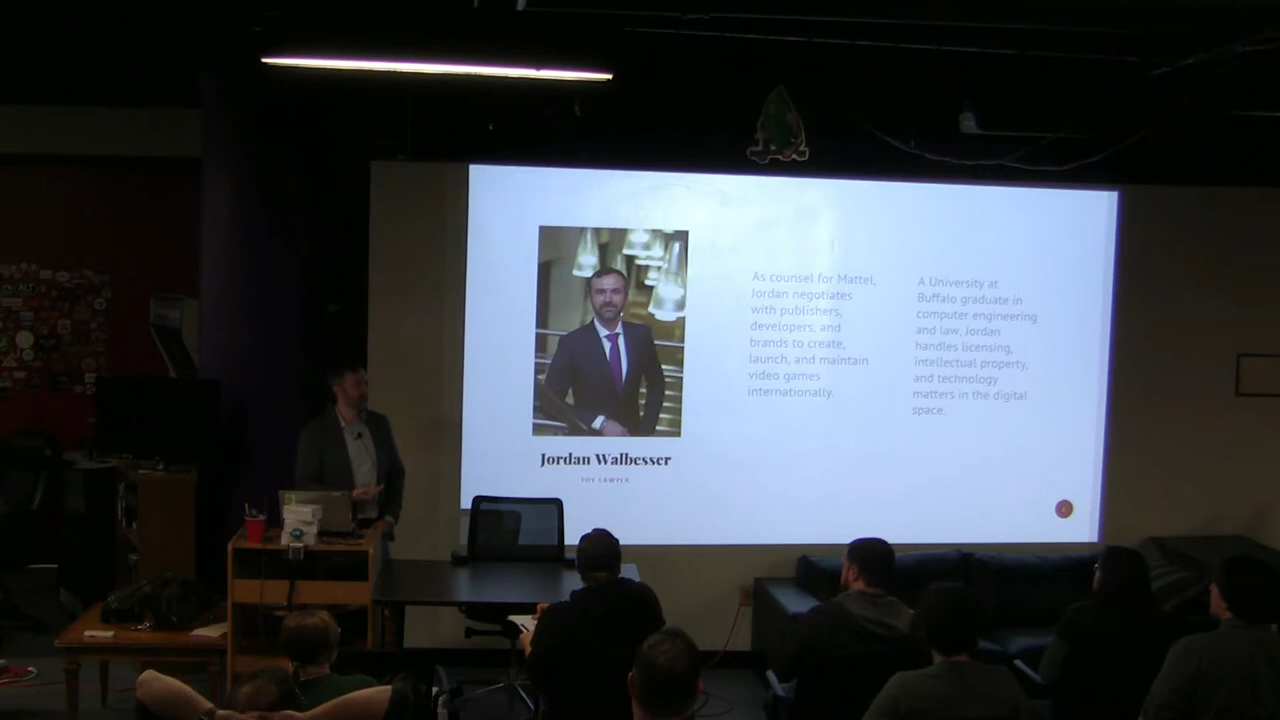 As counsel for Mattel,
Jordan negotiates
with publishers,
developers, and
brands to create,
launch, and maintain
video games
internationally.
A University at
Buffalo graduate in
computer engineering
and law, Jordan
handles licensing,
intellectual property,
and technology
matters in the digital
space.
Jordan Walbesser
TOY LAWYER